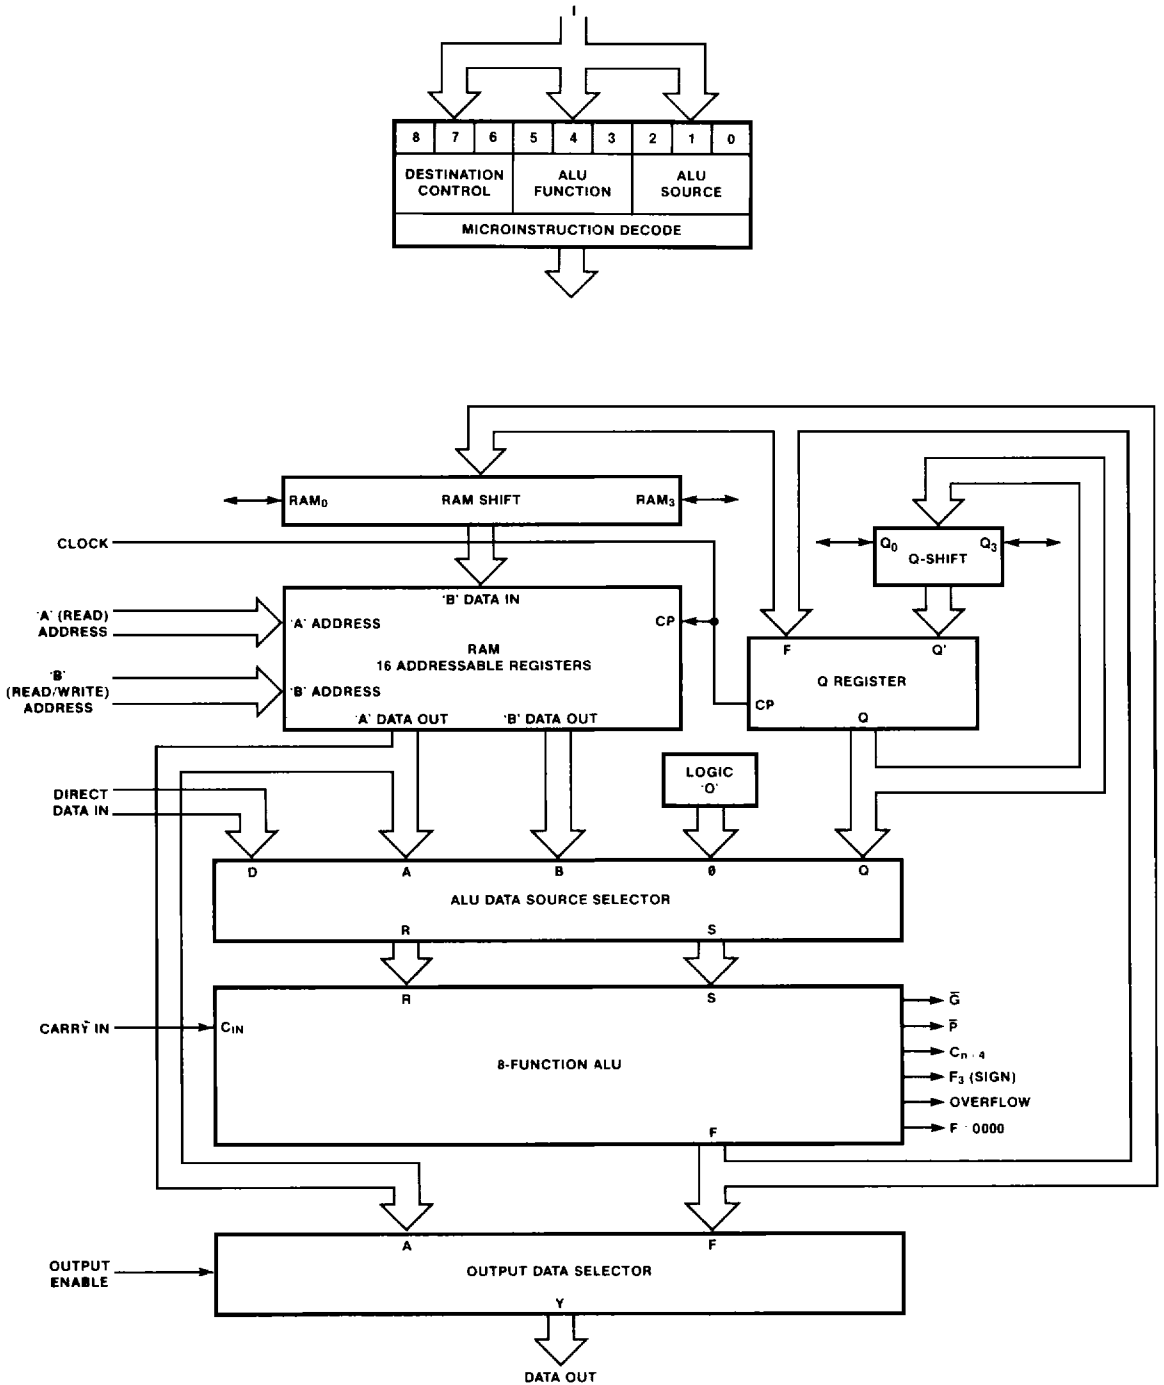 I
8 7 6 5 4 3 2 1 0
DESTINATION CONTROL
ALU FUNCTION
ALU SOURCE
MICROINSTRUCTION DECODE
RAM0 RAM SHIFT RAM3
CLOCK
Q0 Q3
Q-SHIFT
'A' (READ)
ADDRESS
'B'
(READ/WRITE)
ADDRESS
'B' DATA IN
'A' ADDRESS
CP
RAM
16 ADDRESSABLE REGISTERS
'B' ADDRESS
'A' DATA OUT 'B' DATA OUT
F Q'
Q REGISTER
CP
Q
LOGIC
'0'
DIRECT
DATA IN
D A B 0 Q
ALU DATA SOURCE SELECTOR
R S
R S
CARRY IN
CIN
8-FUNCTION ALU
F
G̅
P̅
Cn+4
F3 (SIGN)
OVERFLOW
F 0000
A F
OUTPUT
ENABLE
OUTPUT DATA SELECTOR
Y
DATA OUT